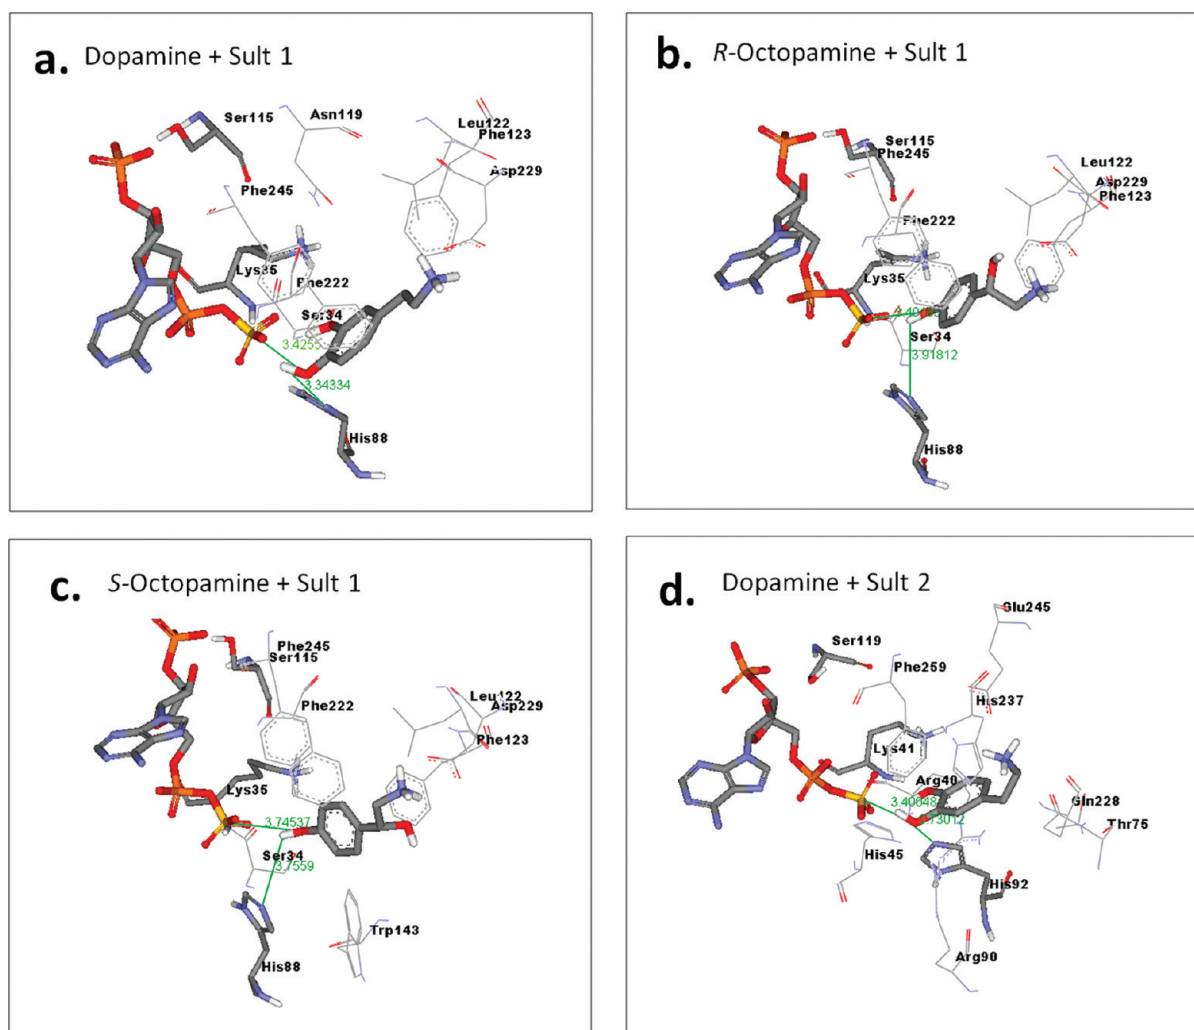 a. Dopamine + Sult 1
Ser115
Asn119
Leu122
Phe123
Asp229
Phe245
Lys35
Phe222
Ser34
3.34334
His88
b. R-Octopamine + Sult 1
Ser115
Phe245
Leu122
Asp229
Phe123
Phe222
Lys35
Ser34
3.91812
His88
c. S-Octopamine + Sult 1
Phe245
Ser115
Phe222
Leu122
Asp229
Phe123
Lys35
3.74537
Ser34
3.7559
His88
Trp143
d. Dopamine + Sult 2
Glu245
Ser119
Phe259
His237
Lys41
Arg40
3.40048
Gln228
Thr75
His45
His92
Arg90